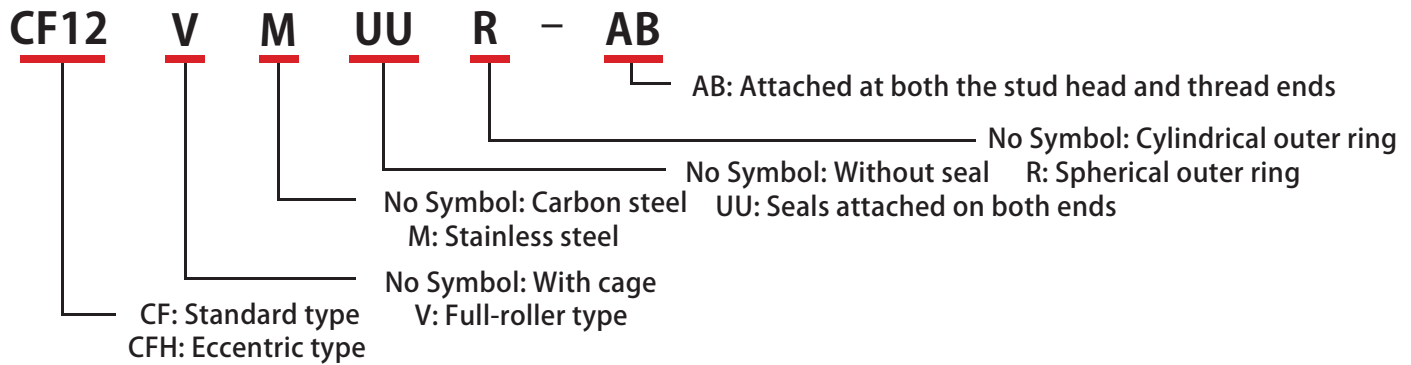 CF12 V M UU R – AB
AB: Attached at both the stud head and thread ends
No Symbol: Cylindrical outer ring
R: Spherical outer ring
No Symbol: Without seal
UU: Seals attached on both ends
No Symbol: Carbon steel
M: Stainless steel
No Symbol: With cage
V: Full-roller type
CF: Standard type
CFH: Eccentric type